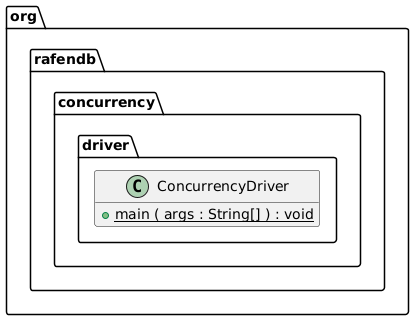 org
rafendb
concurrency
driver
C ConcurrencyDriver
main ( args : String[] ) : void